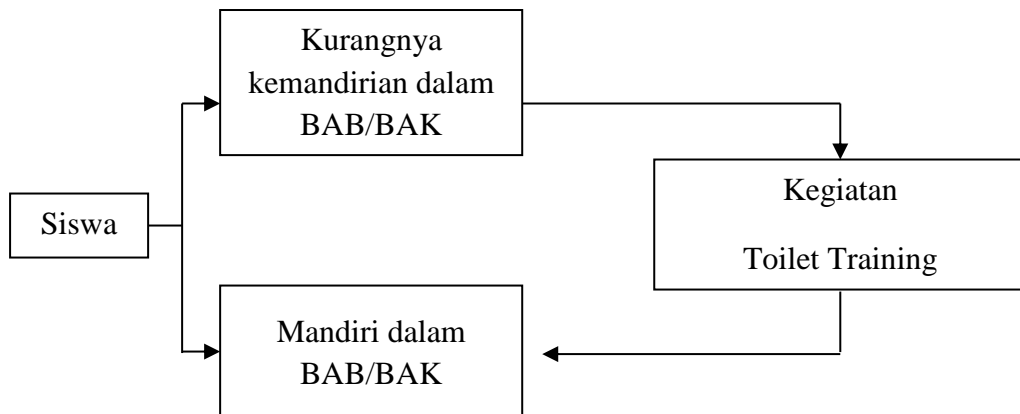 Kurangnya
kemandirian dalam
BAB/BAK
Kegiatan
Toilet Training
Siswa
Mandiri dalam
BAB/BAK